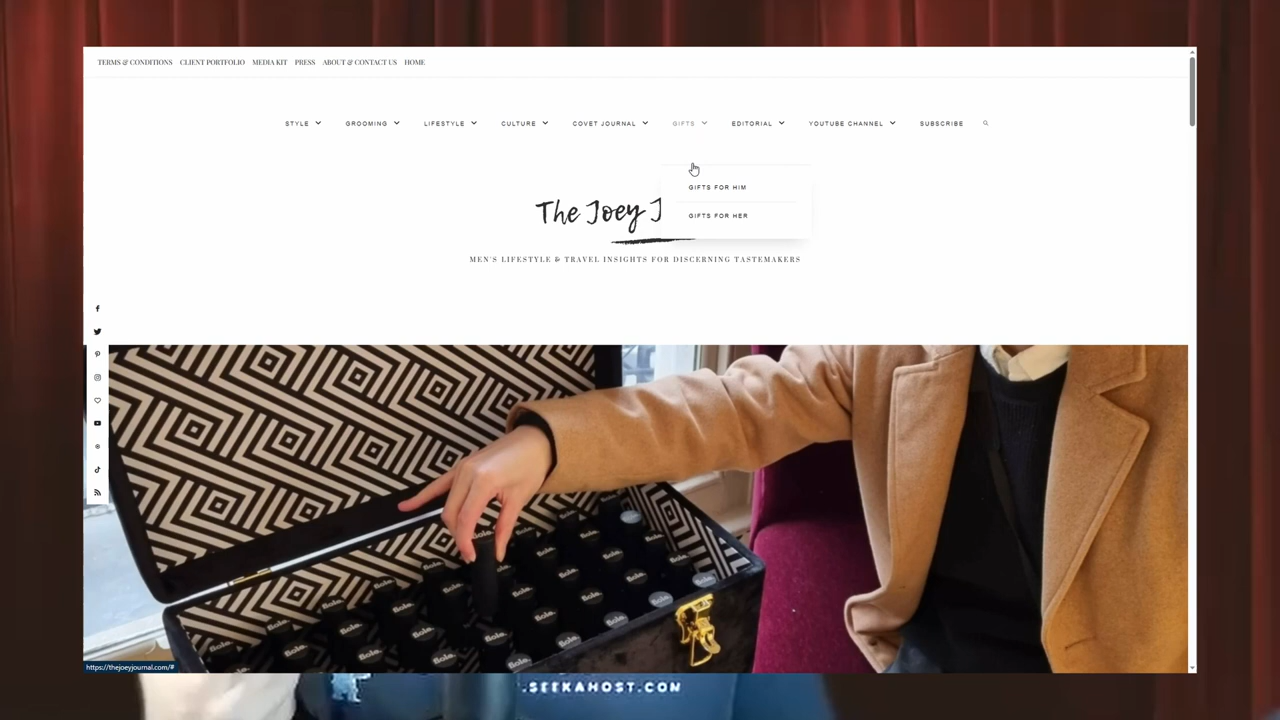 TERMS & CONDITIONS CLIENT PORTFOLIO MEDIA KIT PRESS ABOUT & CONTACT US HOME
STYLE GROOMING LIFESTYLE CULTURE COVET JOURNAL GIFTS EDITORIAL YOUTUBE CHANNEL SUBSCRIBE
GIFTS FOR HIM
GIFTS FOR HER
The Joey J
MEN'S LIFESTYLE & TRAVEL INSIGHTS FOR DISCERNING TASTEMAKERS
https://thejoeyjournal.com/#
.SEEKAHOST.CON